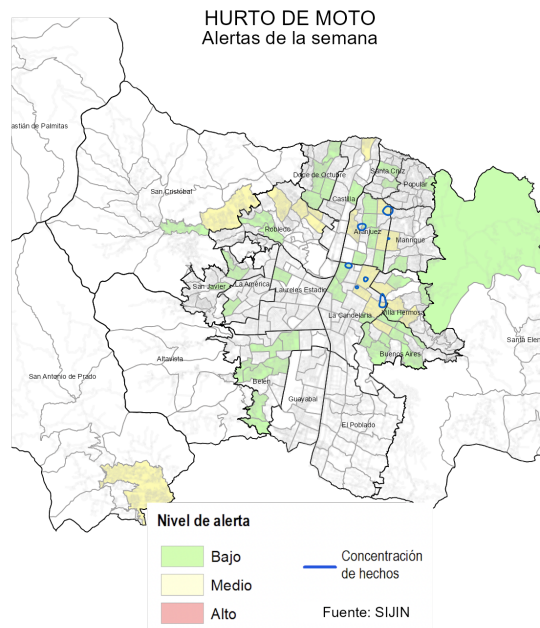 HURTO DE MOTO
Alertas de la semana
astián de Palmitas
Santa Cruz
Doce de Octubre
Popular
San Cristóbal
Castilla
Robledo
Aranjuez
Manrique
San Javier
La América
Laureles Estadio
La Candelaria
Villa Hermosa
Santa Elen
Altavista
Buenos Aires
San Antonio de Prado
Belén
Guayabal
El Poblado
Nivel de alerta
Bajo
Medio
Alto
Concentración
de hechos
Fuente: SIJIN